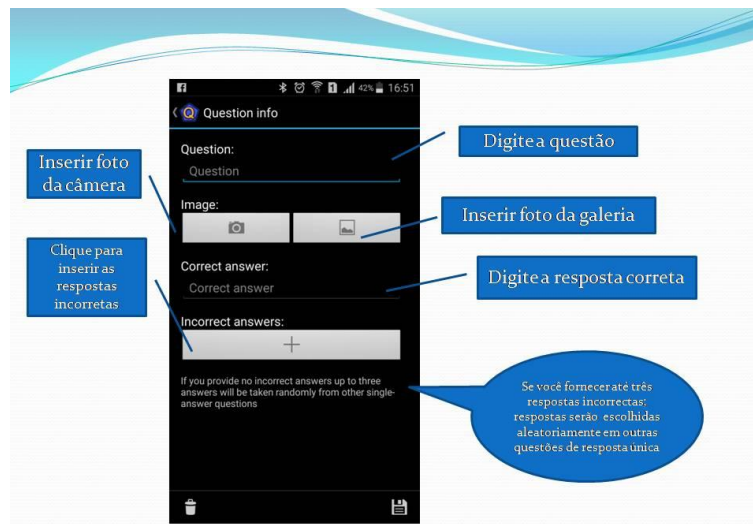 42% 16:51
Question info
Question:
Question
Image:
Correct answer:
Correct answer
Incorrect answers:
If you provide no incorrect answers up to three
answers will be taken randomly from other single-
answer questions
Inserir foto
da câmera
Clique para
inserir as
respostas
incorretas
Digite a questão
Inserir foto da galeria
Digite a resposta correta
Se você fornecer até três
respostas incorrectas:
respostas serão escolhidas
aleatoriamente em outras
questões de resposta única